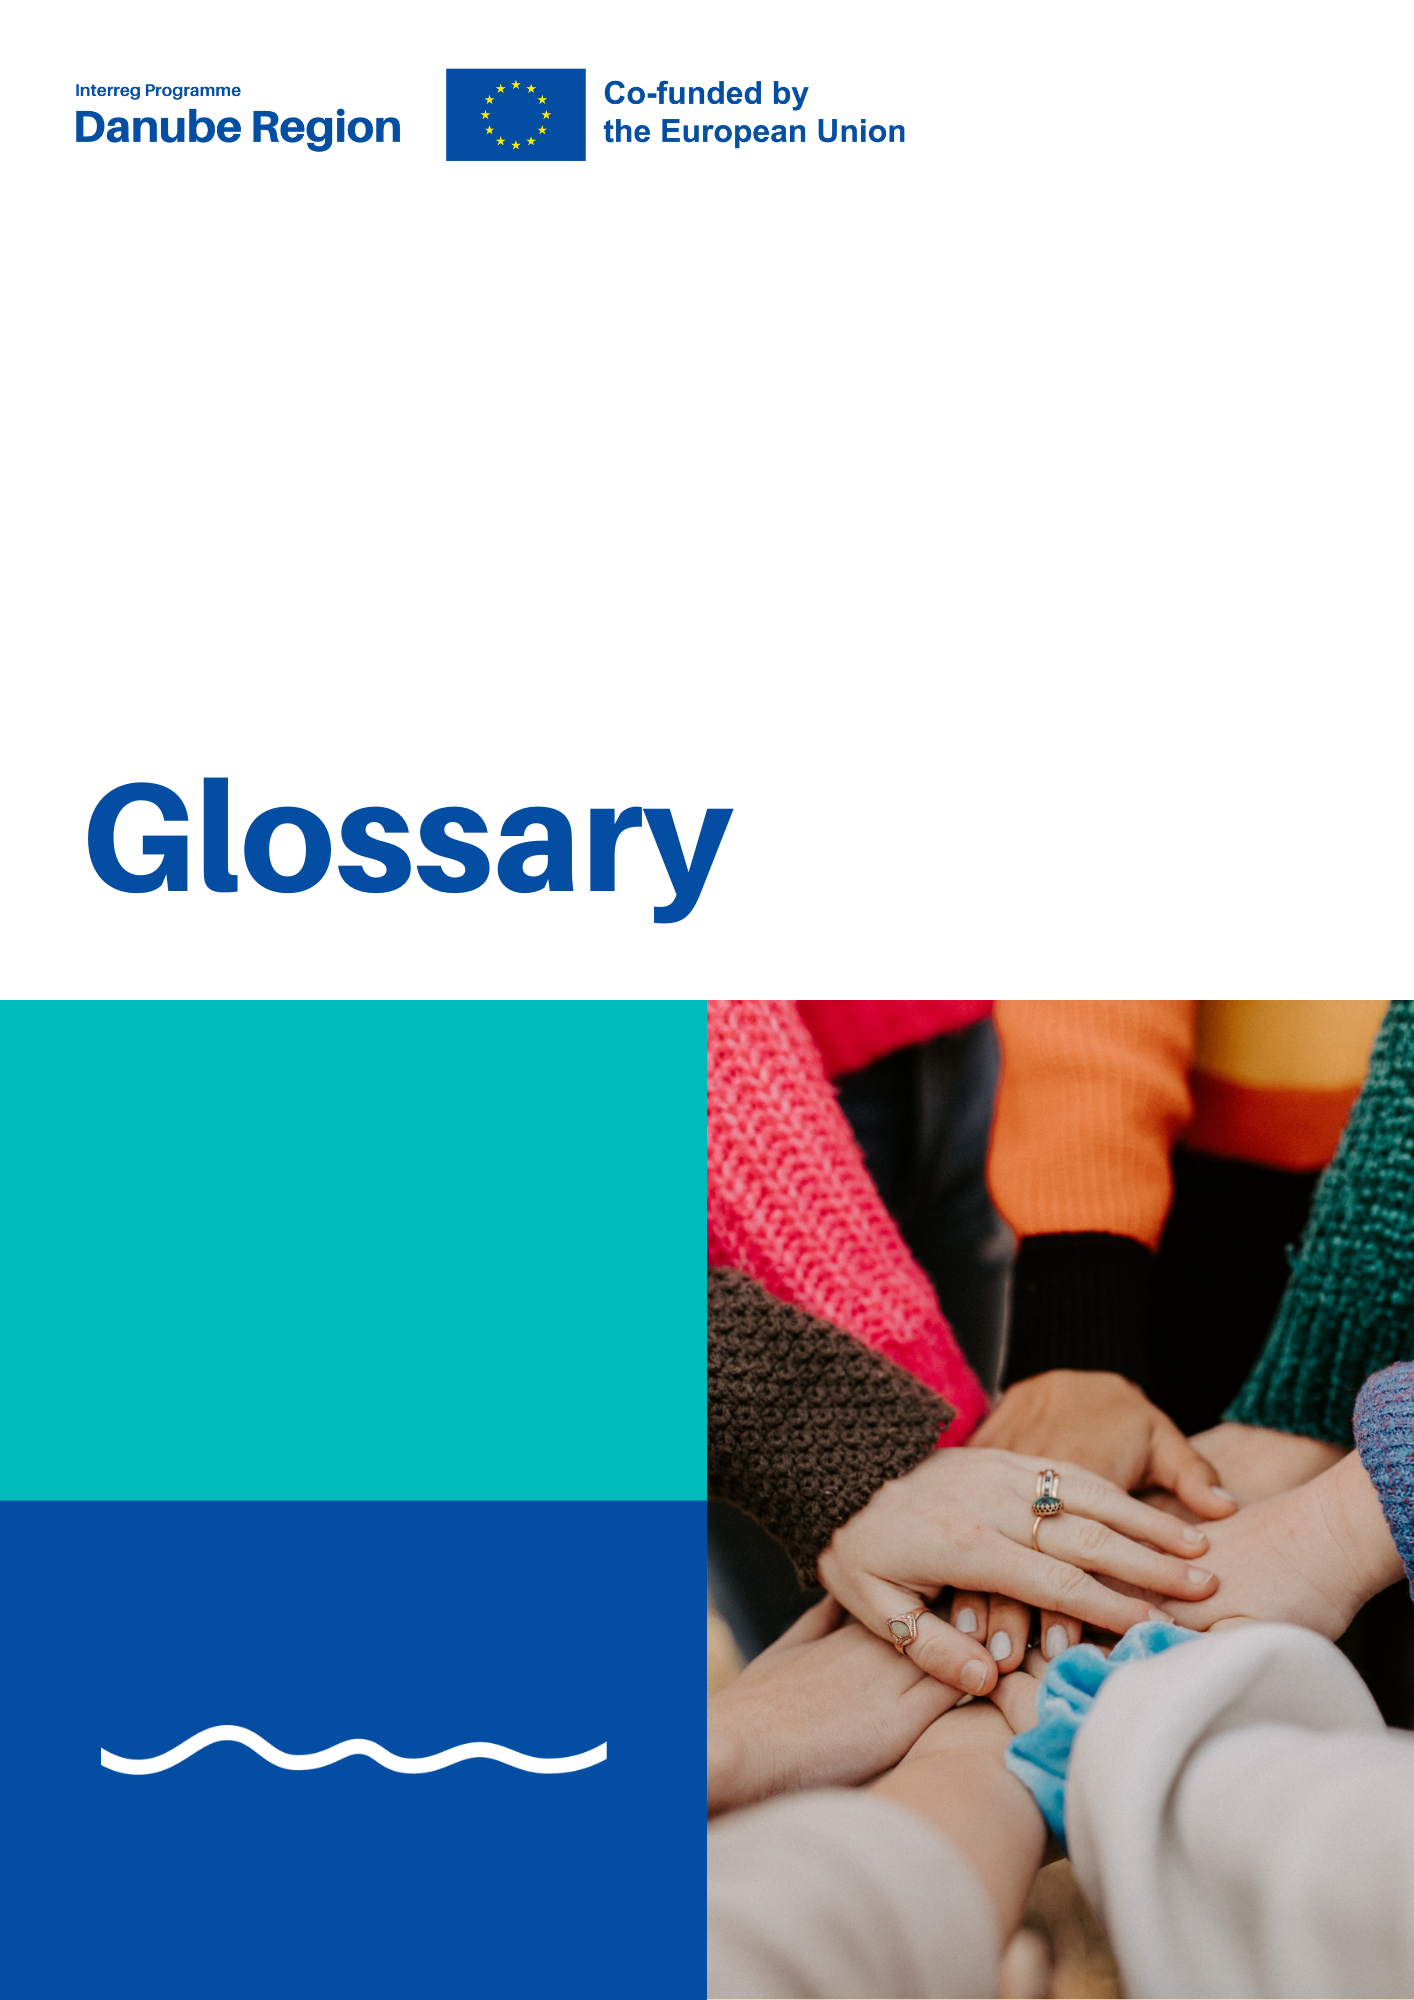 Interreg Programme
Danube Region
Co-funded by
the European Union
Glossary